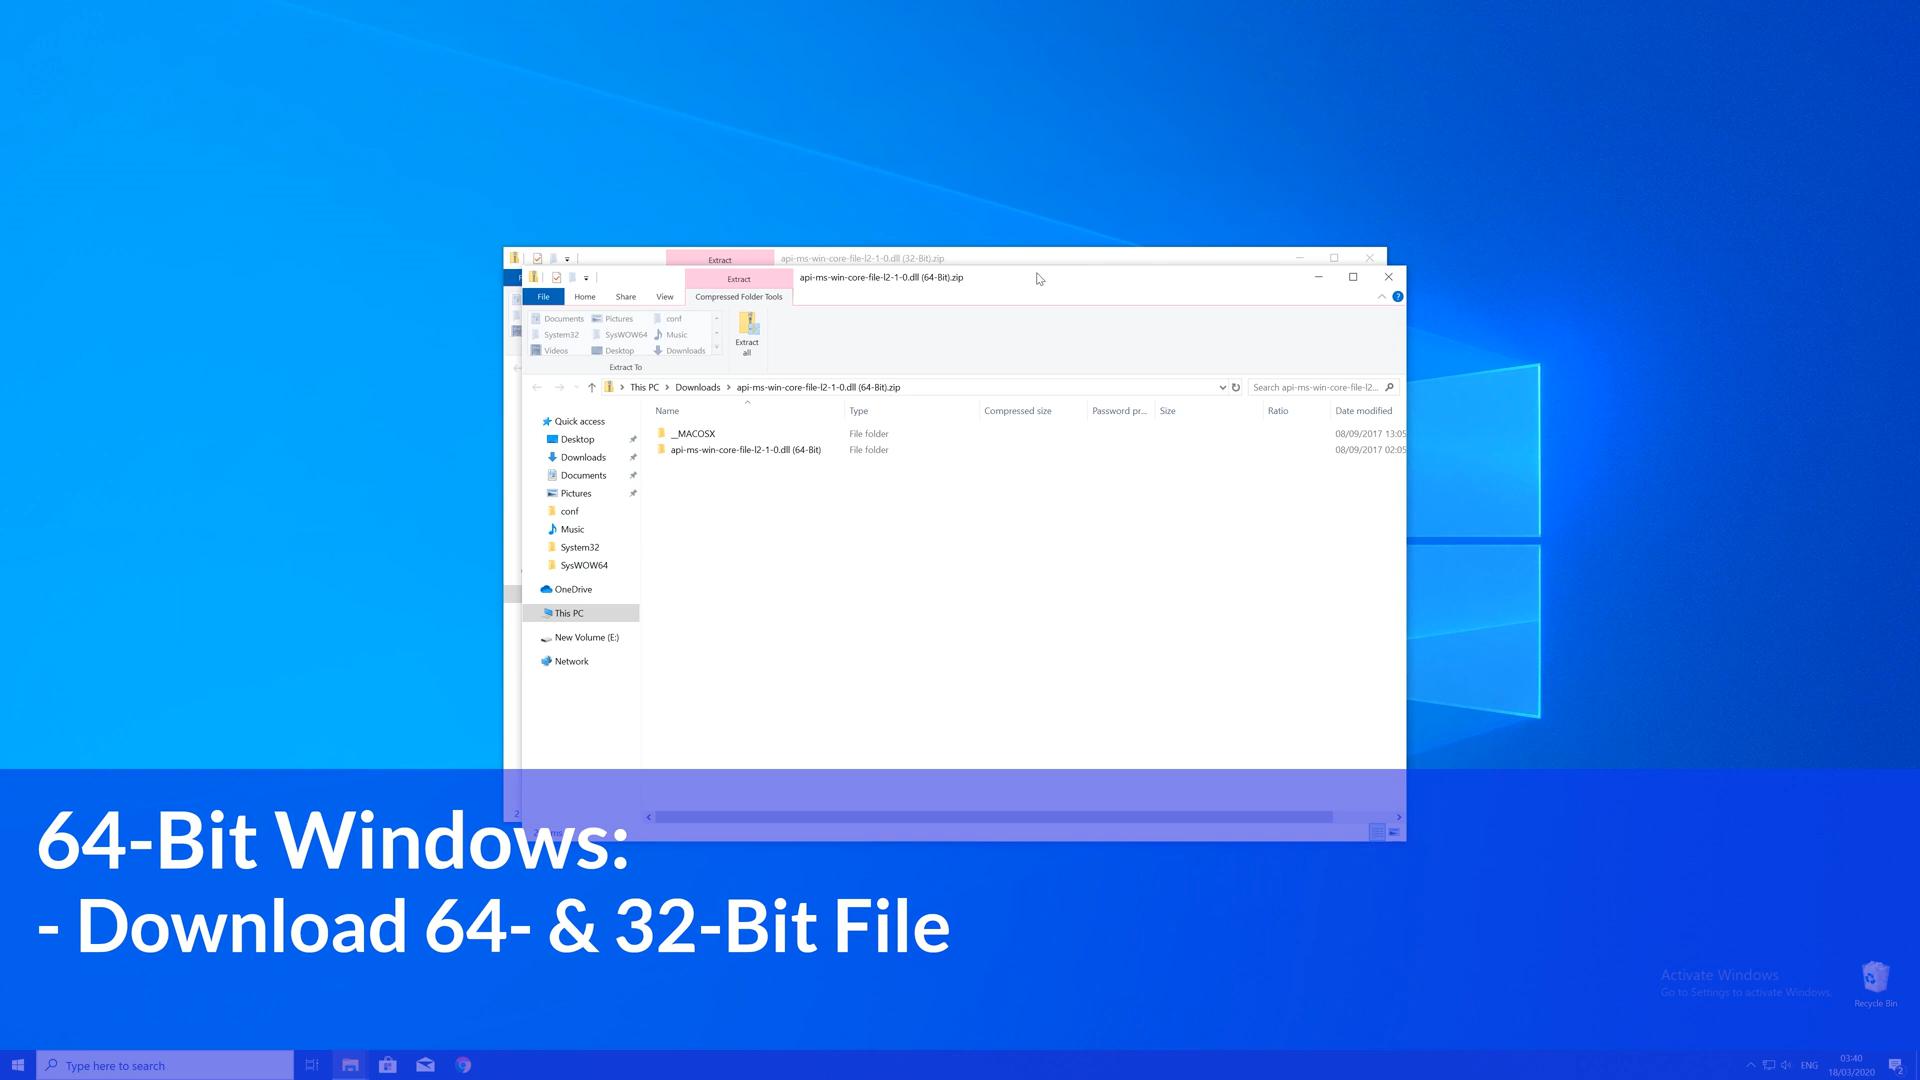 Extract
api-ms-win-core-file-l2-1-0.dll (32-Bit).zip
Extract
api-ms-win-core-file-l2-1-0.dll (64-Bit).zip
File
Home
Share
View
Compressed Folder Tools
Documents
Pictures
conf
System32
SysWOW64
Music
Videos
Desktop
Downloads
Extract
all
Extract To
This PC
Downloads
api-ms-win-core-file-l2-1-0.dll (64-Bit).zip
Search api-ms-win-core-file-l2...
Name
Type
Compressed size
Password pr...
Size
Ratio
Date modified
__MACOSX
File folder
08/09/2017 13:05
api-ms-win-core-file-l2-1-0.dll (64-Bit)
File folder
08/09/2017 02:05
Quick access
Desktop
Downloads
Documents
Pictures
conf
Music
System32
SysWOW64
OneDrive
This PC
New Volume (E:)
Network
64-Bit Windows:
- Download 64- & 32-Bit File
Activate Windows
Go to Settings to activate Windows.
Recycle Bin
Type here to search
ENG
03:40
18/03/2020
2